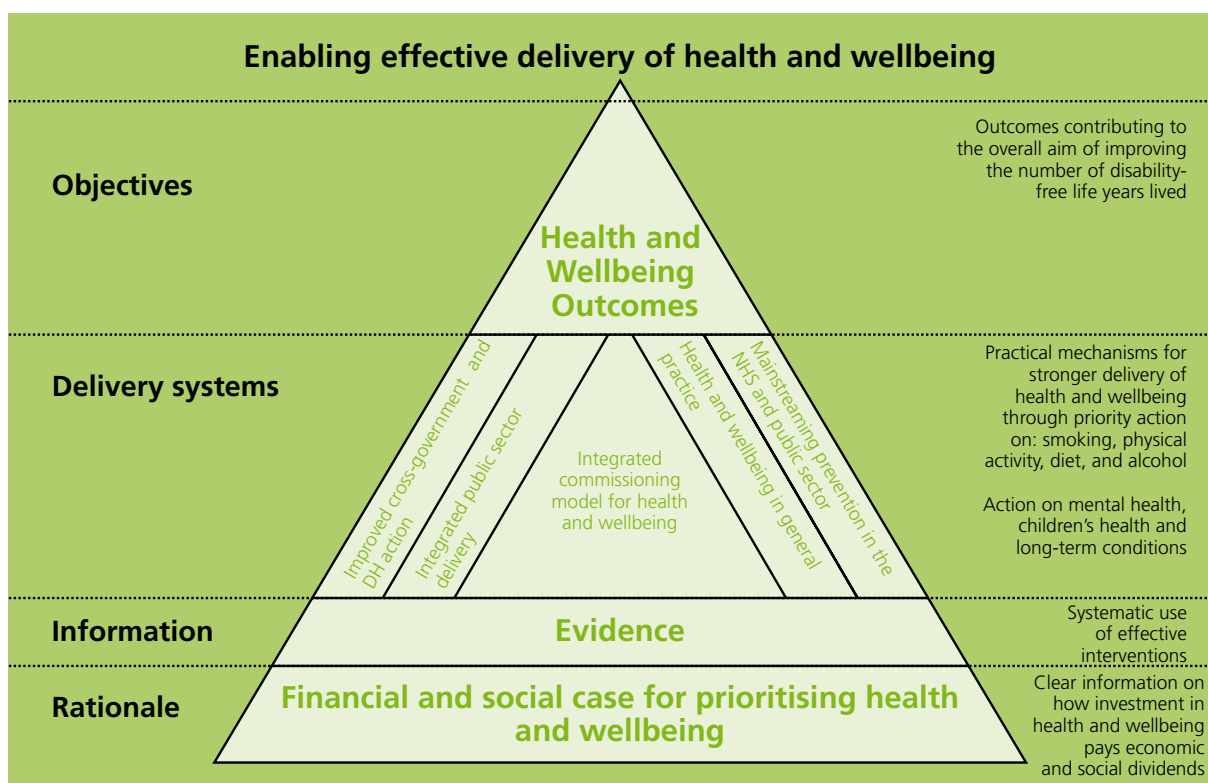 Enabling effective delivery of health and wellbeing
Objectives
Health and
Wellbeing
Outcomes
Outcomes contributing to
the overall aim of improving
the number of disability-
free life years lived
Delivery systems
Improved cross-government and
DH action
Integrated public sector
delivery
Integrated
commissioning
model for health
and wellbeing
Health and wellbeing in general
practice
Mainstreaming prevention in the
NHS and public sector
Practical mechanisms for
stronger delivery of
health and wellbeing
through priority action
on: smoking, physical
activity, diet, and alcohol
Action on mental health,
children’s health and
long-term conditions
Information
Evidence
Systematic use
of effective
interventions
Rationale
Financial and social case for prioritising health
and wellbeing
Clear information on
how investment in
health and wellbeing
pays economic
and social dividends